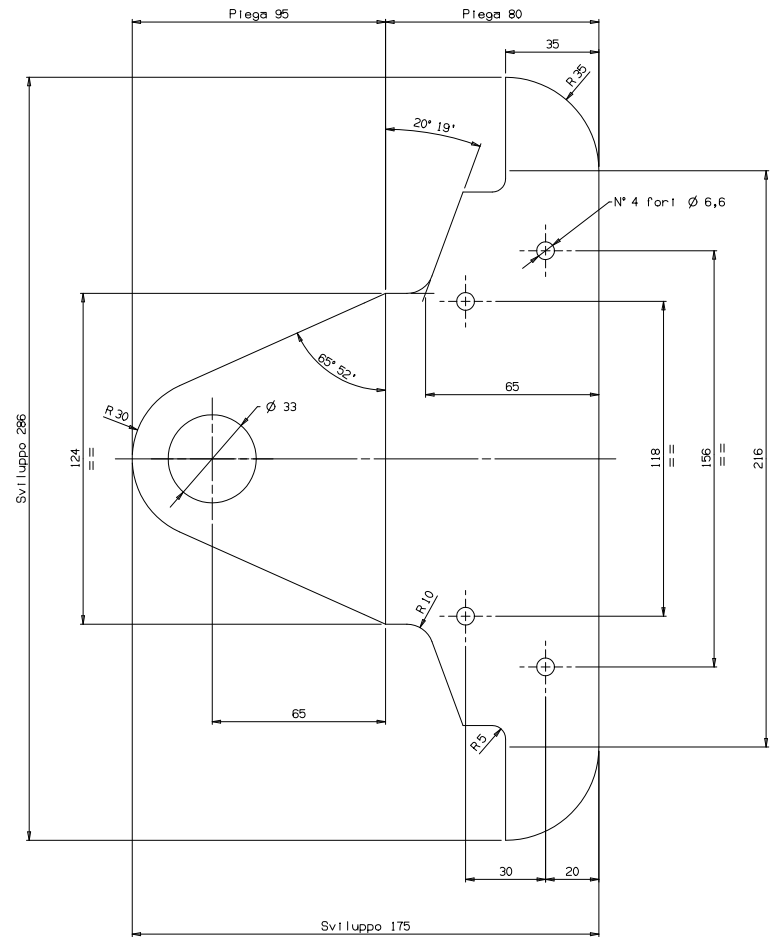 Piega 95
Piega 80
35
R 35
20° 19'
N° 4 fori Ø 6,6
65° 52'
65
R 30
Ø 33
Sviluppo 286
124
=
118
=
156
=
216
R 10
65
R 5
30
20
Sviluppo 175